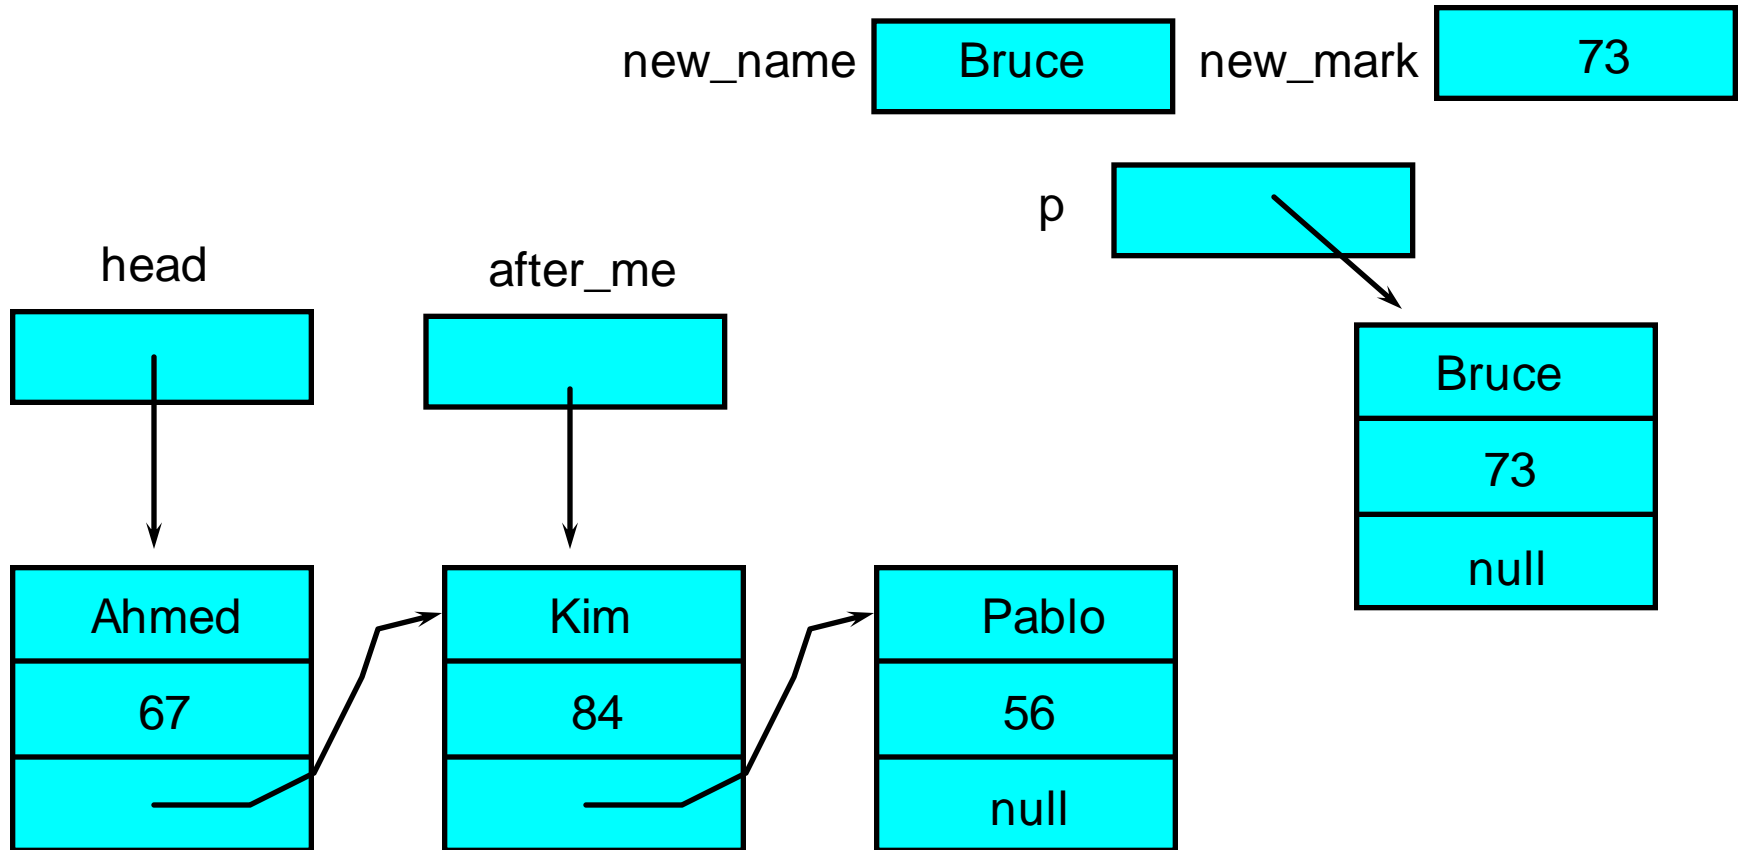 new_name Bruce new_mark 73
p
head
after_me
Bruce
73
null
Ahmed Kim Pablo
67 84 56
null